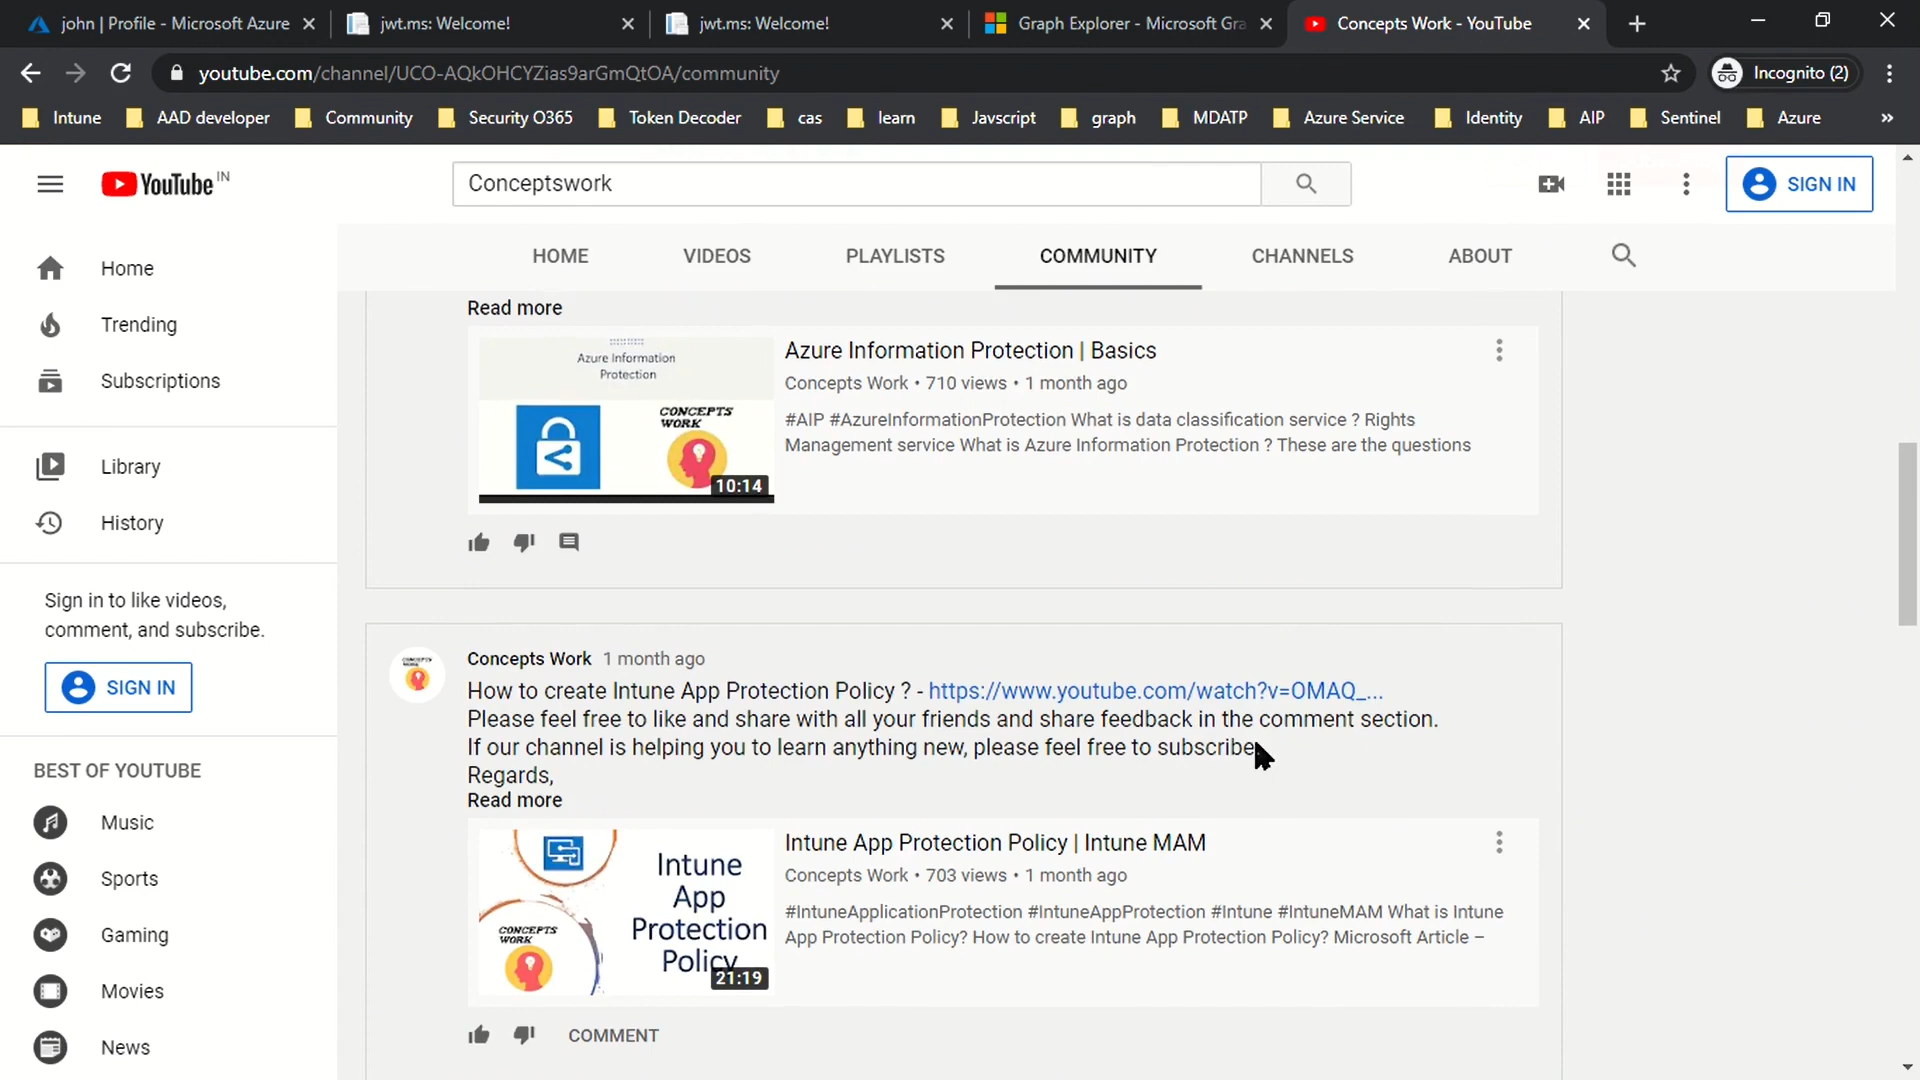 john | Profile - Microsoft Azure
jwt.ms: Welcome!
jwt.ms: Welcome!
Graph Explorer - Microsoft Gra
Concepts Work - YouTube
youtube.com/channel/UCO-AQkOHCYZias9arGmQtOA/community
Incognito (2)
Intune
AAD developer
Community
Security O365
Token Decoder
cas
learn
Javscript
graph
MDATP
Azure Service
Identity
AIP
Sentinel
Azure
»
YouTube IN
Conceptswork
SIGN IN
HOME
VIDEOS
PLAYLISTS
COMMUNITY
CHANNELS
ABOUT
Home
Trending
Subscriptions
Library
History
Sign in to like videos,
comment, and subscribe.
SIGN IN
BEST OF YOUTUBE
Music
Sports
Gaming
Movies
News
Read more
Azure Information
Protection
CONCEPTS
WORK
10:14
Azure Information Protection | Basics
Concepts Work • 710 views • 1 month ago
#AIP #AzureInformationProtection What is data classification service ? Rights
Management service What is Azure Information Protection ? These are the questions
CONCEPTS
WORK
Concepts Work 1 month ago
How to create Intune App Protection Policy ? - https://www.youtube.com/watch?v=OMAQ_...
Please feel free to like and share with all your friends and share feedback in the comment section.
If our channel is helping you to learn anything new, please feel free to subscribe
Regards,
Read more
Intune
App
Protection
Policy
CONCEPTS
WORK
21:19
Intune App Protection Policy | Intune MAM
Concepts Work • 703 views • 1 month ago
#IntuneApplicationProtection #IntuneAppProtection #Intune #IntuneMAM What is Intune
App Protection Policy? How to create Intune App Protection Policy? Microsoft Article –
COMMENT